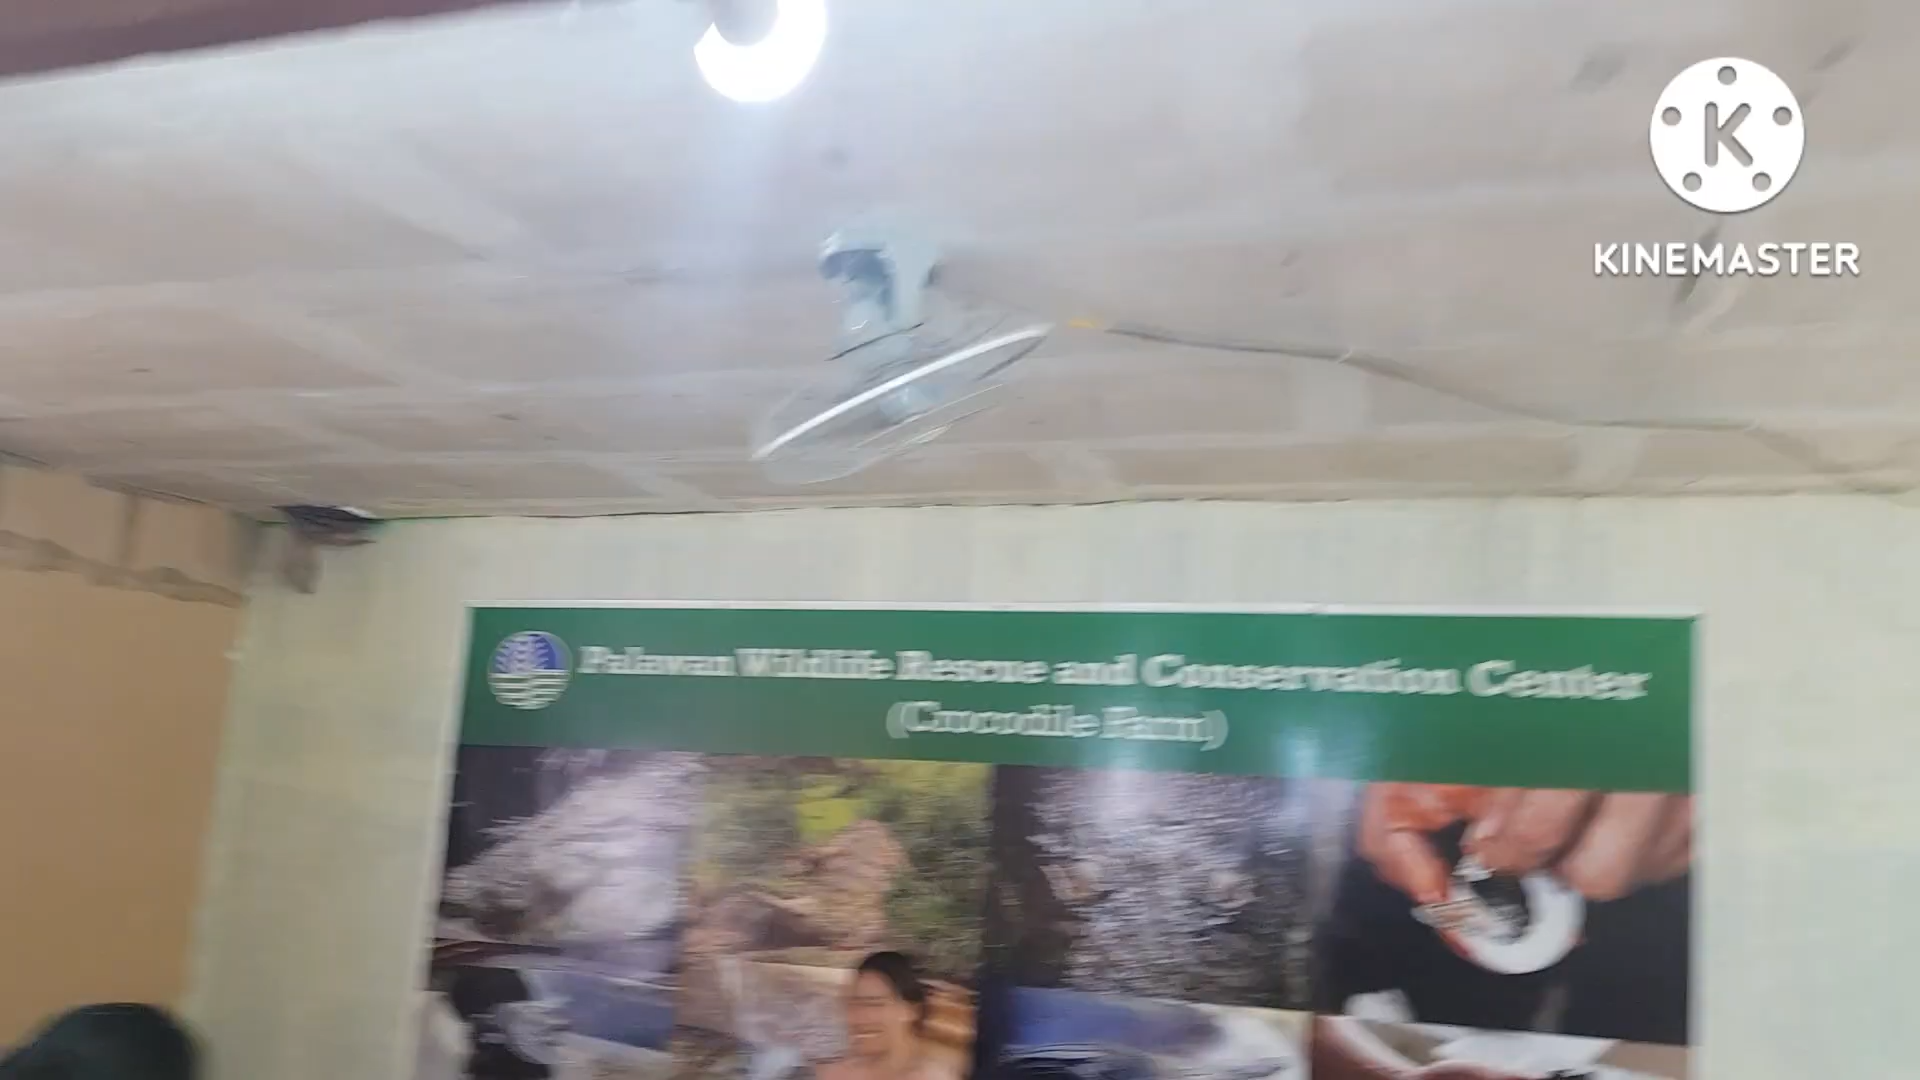 KINEMASTER
Palawan Wildlife Rescue and Conservation Center
(Crocodile Farm)